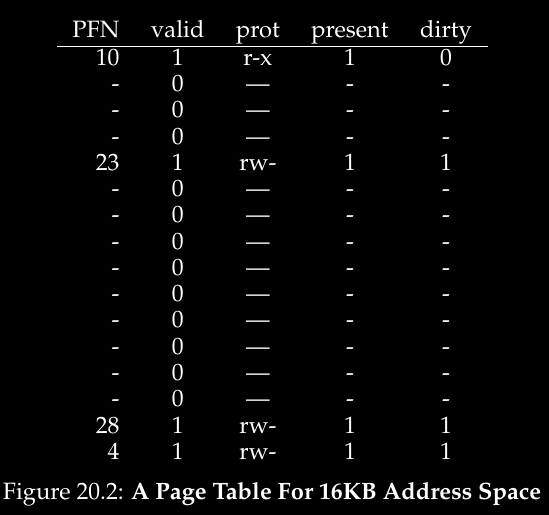 PFN valid prot present dirty
10 1 r-x 1 0
- 0 — - -
- 0 — - -
- 0 — - -
23 1 rw- 1 1
- 0 — - -
- 0 — - -
- 0 — - -
- 0 — - -
- 0 — - -
- 0 — - -
- 0 — - -
- 0 — - -
- 0 — - -
28 1 rw- 1 1
4 1 rw- 1 1
Figure 20.2: A Page Table For 16KB Address Space